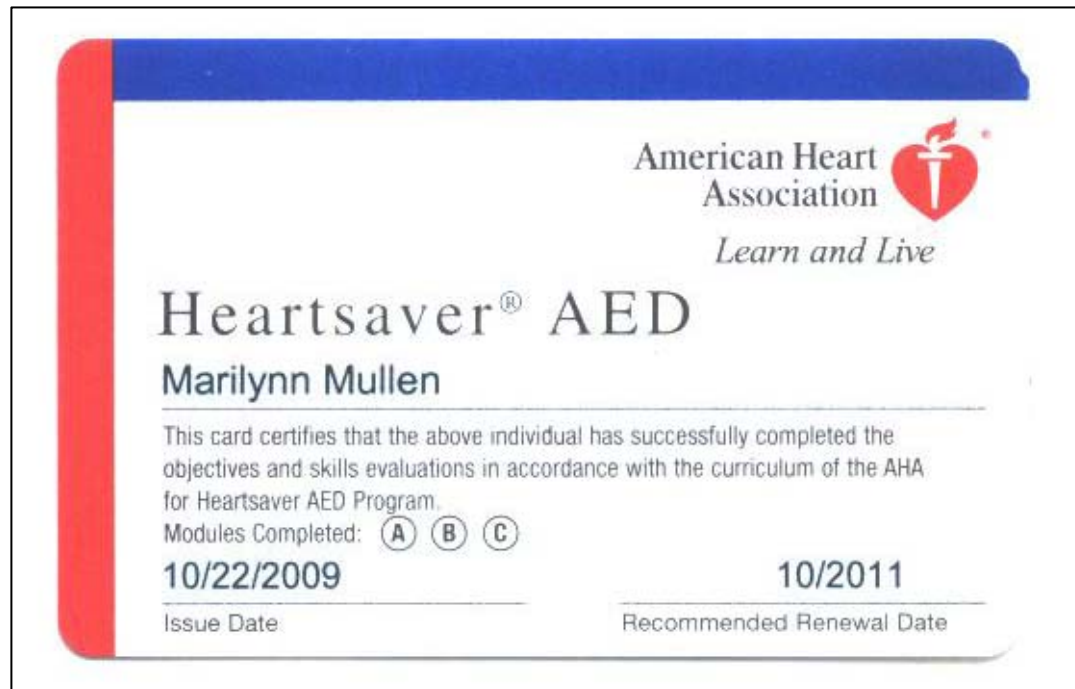 American Heart
Association
®
Learn and Live
Heartsaver® AED
Marilynn Mullen
This card certifies that the above individual has successfully completed the
objectives and skills evaluations in accordance with the curriculum of the AHA
for Heartsaver AED Program.
Modules Completed: A B C
10/22/2009 10/2011
Issue Date Recommended Renewal Date